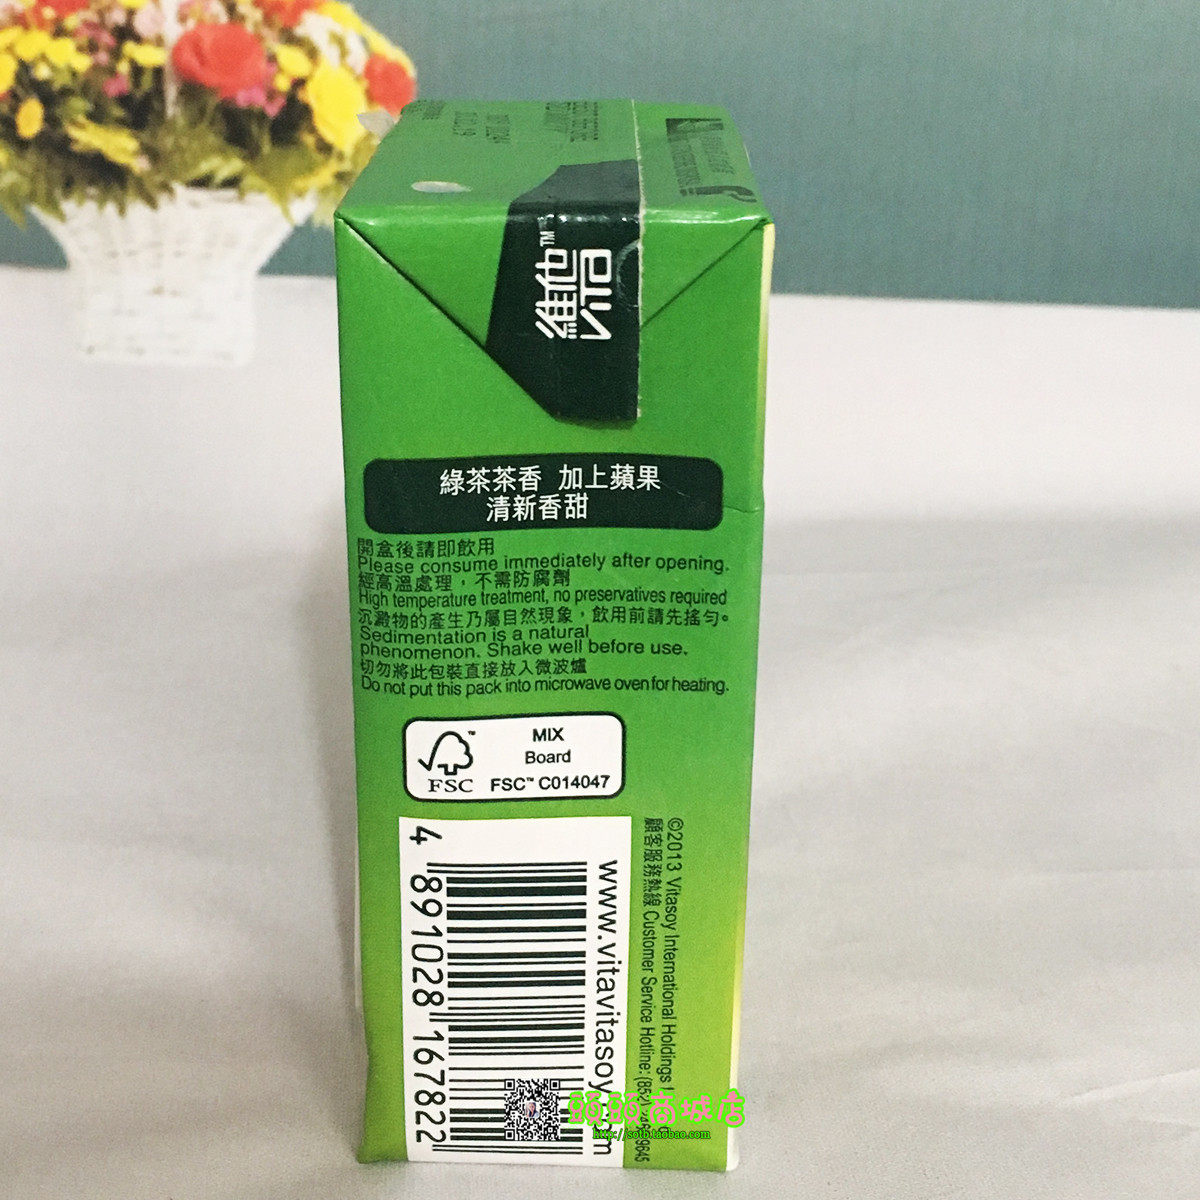 維他™
VITA
綠茶茶香 加上蘋果
清新香甜
開盒後請即飲用
Please consume immediately after opening.
經高溫處理，不需防腐劑
High temperature treatment, no preservatives required
沉澱物的產生乃屬自然現象，飲用前請先搖勻。
Sedimentation is a natural
phenomenon. Shake well before use.
切勿將此包裝直接放入微波爐
Do not put this pack into microwave oven for heating.
FSC™
MIX
Board
FSC™ C014047
4 891028 167822
www.vitavitasoy.com
©2013 Vitasoy International Holdings
顧客服務熱線 Customer Service Hotline: (852)
http://sotb.taobao.com